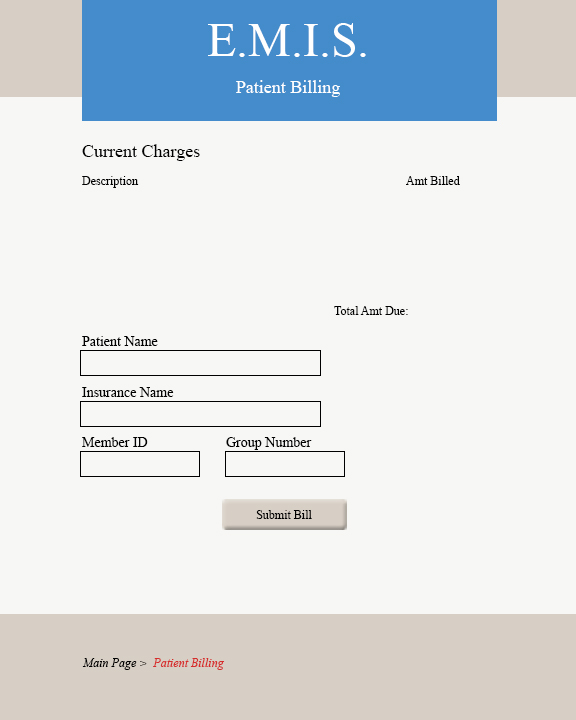 E.M.I.S.
Patient Billing
Current Charges
Description Amt Billed
Total Amt Due:
Patient Name
Insurance Name
Member ID Group Number
Submit Bill
Main Page > Patient Billing